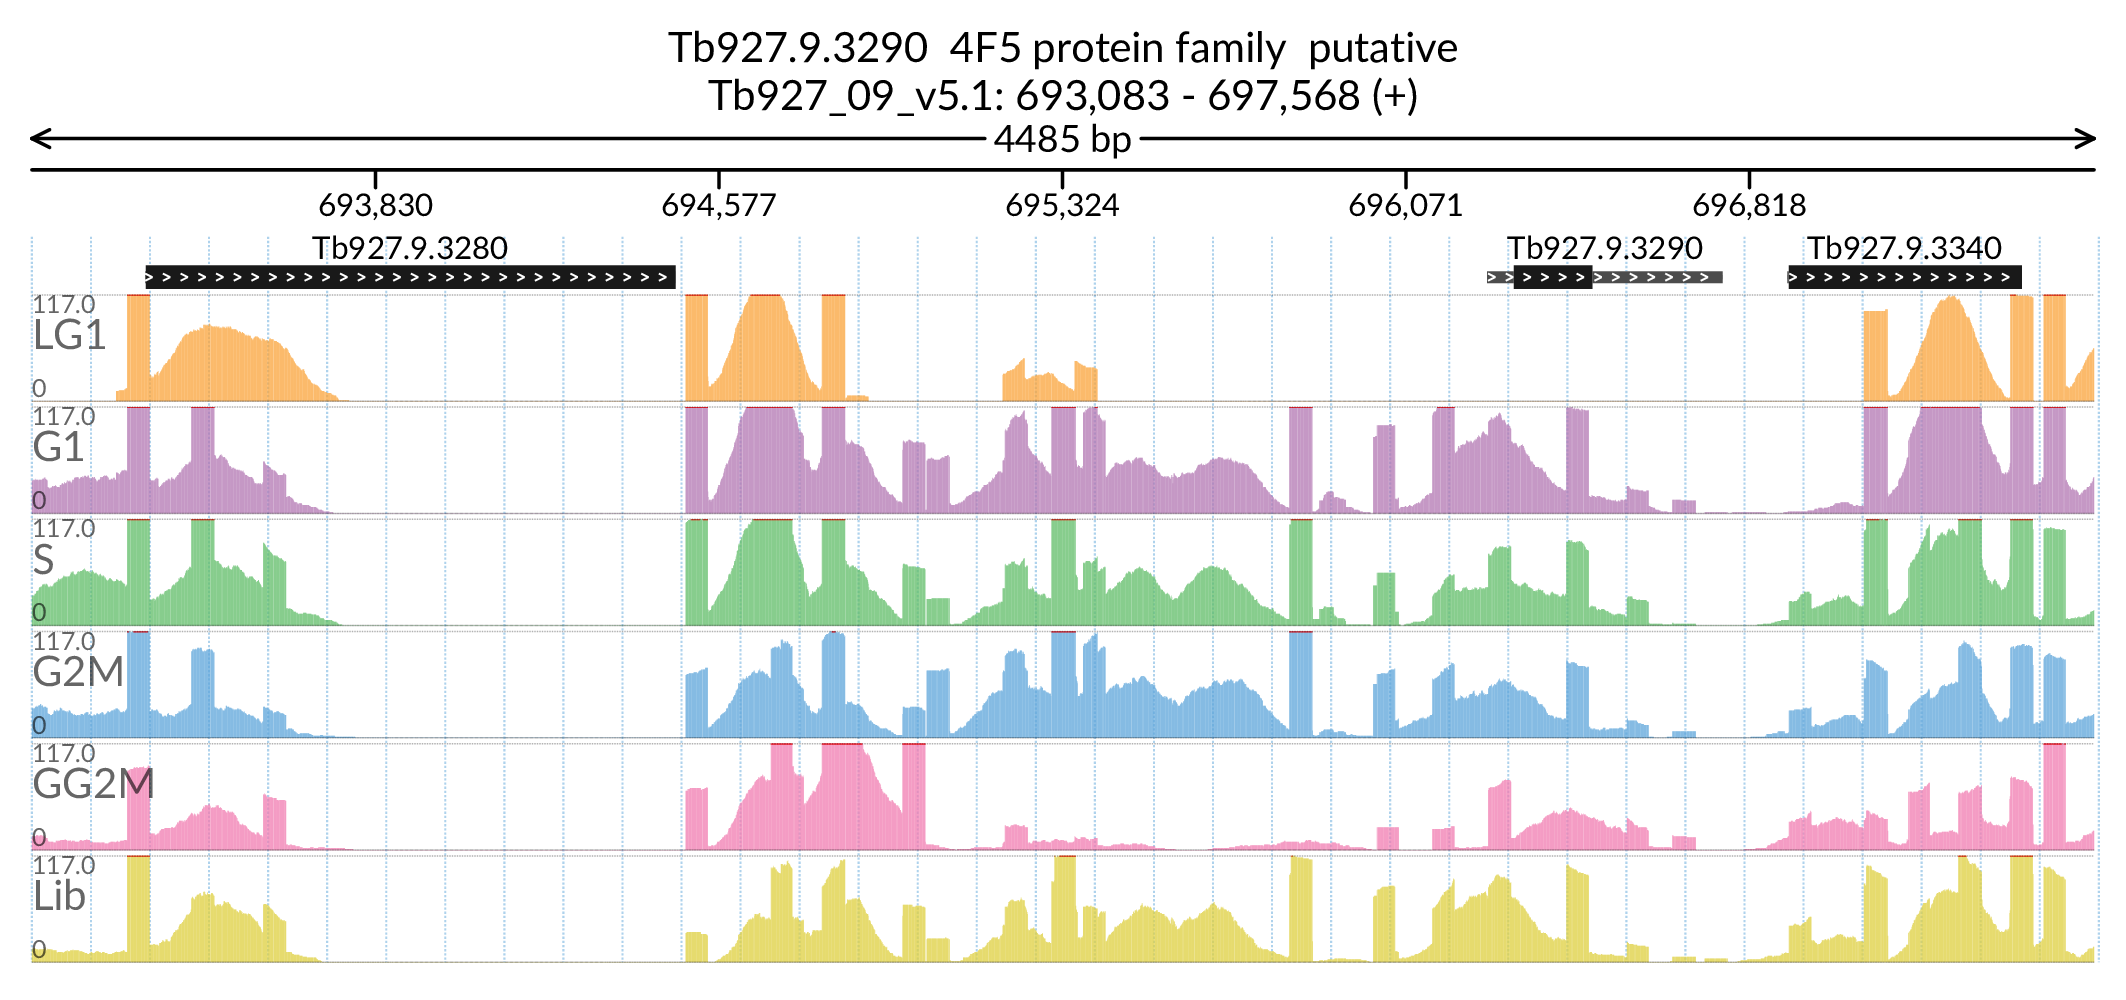 Tb927.9.3290  4F5 protein family  putative
Tb927_09_v5.1: 693,083 - 697,568 (+)
4485 bp
693,830 694,577 695,324 696,071 696,818
Tb927.9.3280 Tb927.9.3290 Tb927.9.3340
117.0
LG1
0
117.0
G1
0
117.0
S
0
117.0
G2M
0
117.0
GG2M
0
117.0
Lib
0